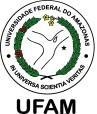 UNIVERSIDADE FEDERAL DO AMAZONAS
IN UNIVERSA SCIENTIA VERITAS
UFAM